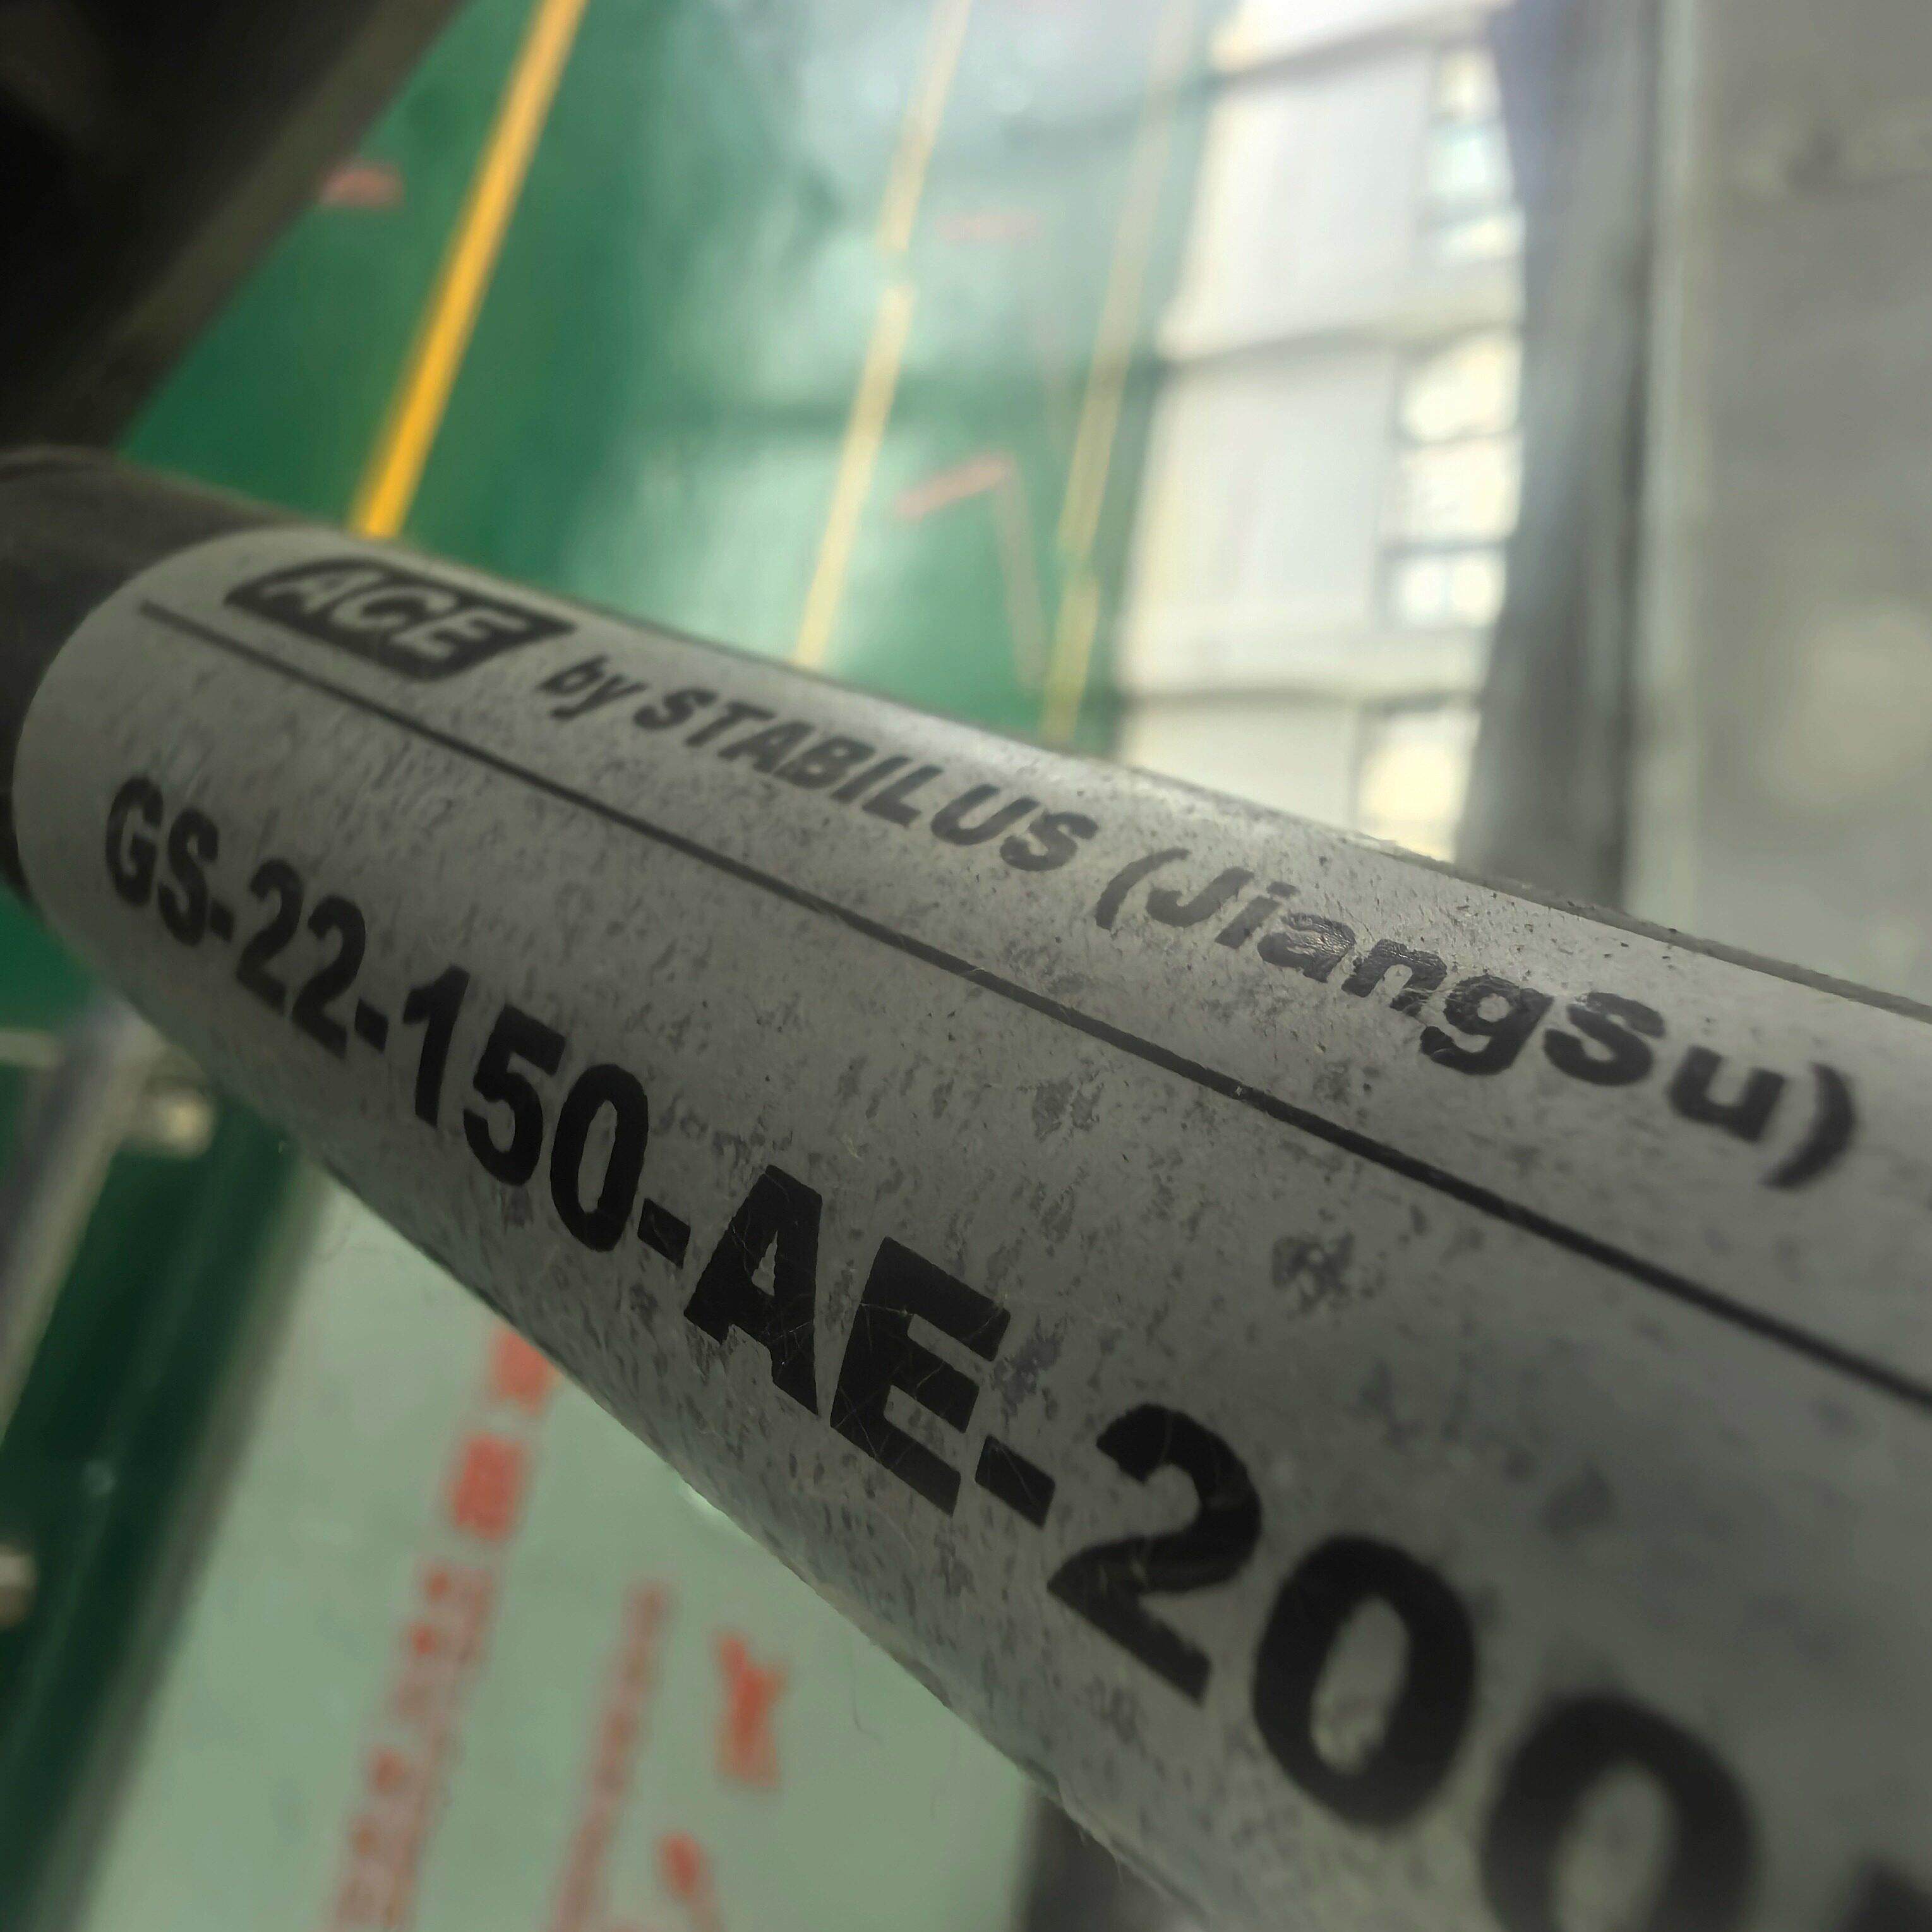 ACE by STABILUS (Jiangsu)
GS-22-150-AE-200